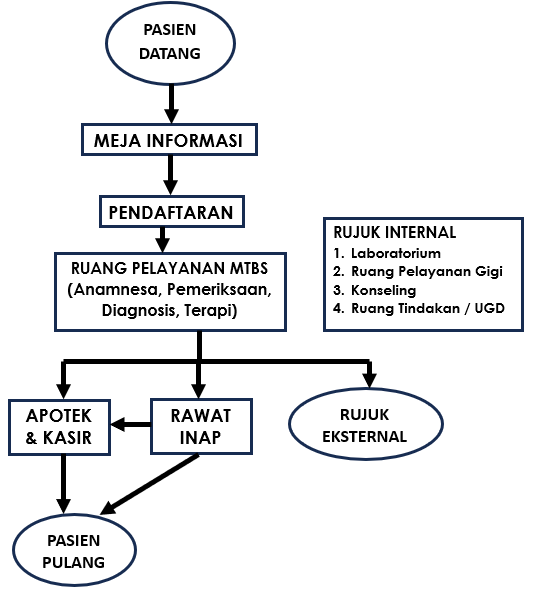 PASIEN
DATANG
MEJA INFORMASI
PENDAFTARAN
RUANG PELAYANAN MTBS
(Anamnesa, Pemeriksaan,
Diagnosis, Terapi)
RUJUK INTERNAL
1. Laboratorium
2. Ruang Pelayanan Gigi
3. Konseling
4. Ruang Tindakan / UGD
APOTEK
& KASIR
RAWAT
INAP
RUJUK
EKSTERNAL
PASIEN
PULANG